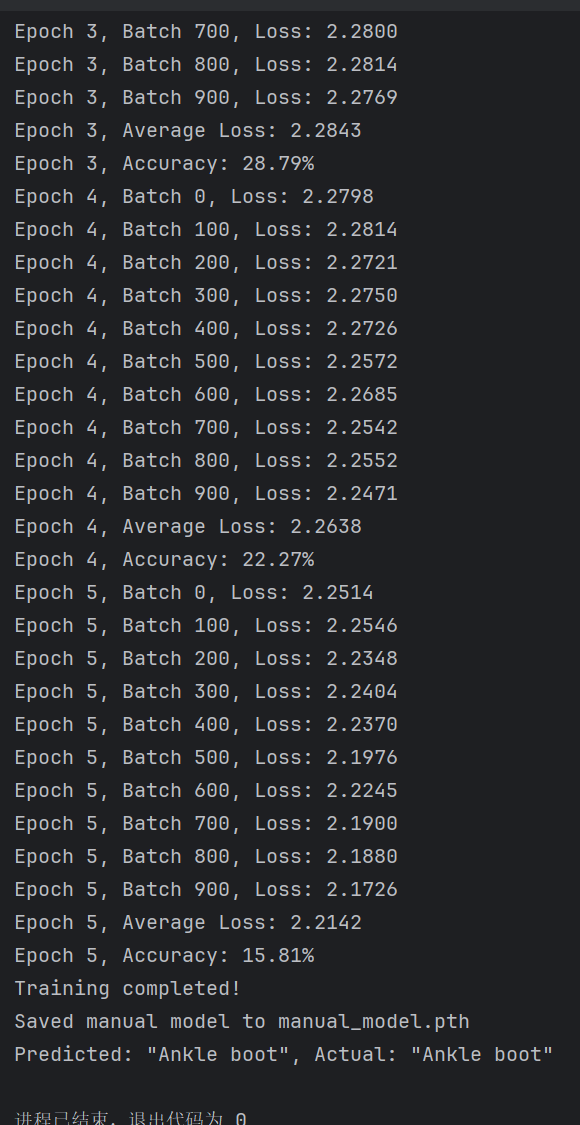 Epoch 3, Batch 700, Loss: 2.2800
Epoch 3, Batch 800, Loss: 2.2814
Epoch 3, Batch 900, Loss: 2.2769
Epoch 3, Average Loss: 2.2843
Epoch 3, Accuracy: 28.79%
Epoch 4, Batch 0, Loss: 2.2798
Epoch 4, Batch 100, Loss: 2.2814
Epoch 4, Batch 200, Loss: 2.2721
Epoch 4, Batch 300, Loss: 2.2750
Epoch 4, Batch 400, Loss: 2.2726
Epoch 4, Batch 500, Loss: 2.2572
Epoch 4, Batch 600, Loss: 2.2685
Epoch 4, Batch 700, Loss: 2.2542
Epoch 4, Batch 800, Loss: 2.2552
Epoch 4, Batch 900, Loss: 2.2471
Epoch 4, Average Loss: 2.2638
Epoch 4, Accuracy: 22.27%
Epoch 5, Batch 0, Loss: 2.2514
Epoch 5, Batch 100, Loss: 2.2546
Epoch 5, Batch 200, Loss: 2.2348
Epoch 5, Batch 300, Loss: 2.2404
Epoch 5, Batch 400, Loss: 2.2370
Epoch 5, Batch 500, Loss: 2.1976
Epoch 5, Batch 600, Loss: 2.2245
Epoch 5, Batch 700, Loss: 2.1900
Epoch 5, Batch 800, Loss: 2.1880
Epoch 5, Batch 900, Loss: 2.1726
Epoch 5, Average Loss: 2.2142
Epoch 5, Accuracy: 15.81%
Training completed!
Saved manual model to manual_model.pth
Predicted: "Ankle boot", Actual: "Ankle boot"
进程已结束，退出代码为 0